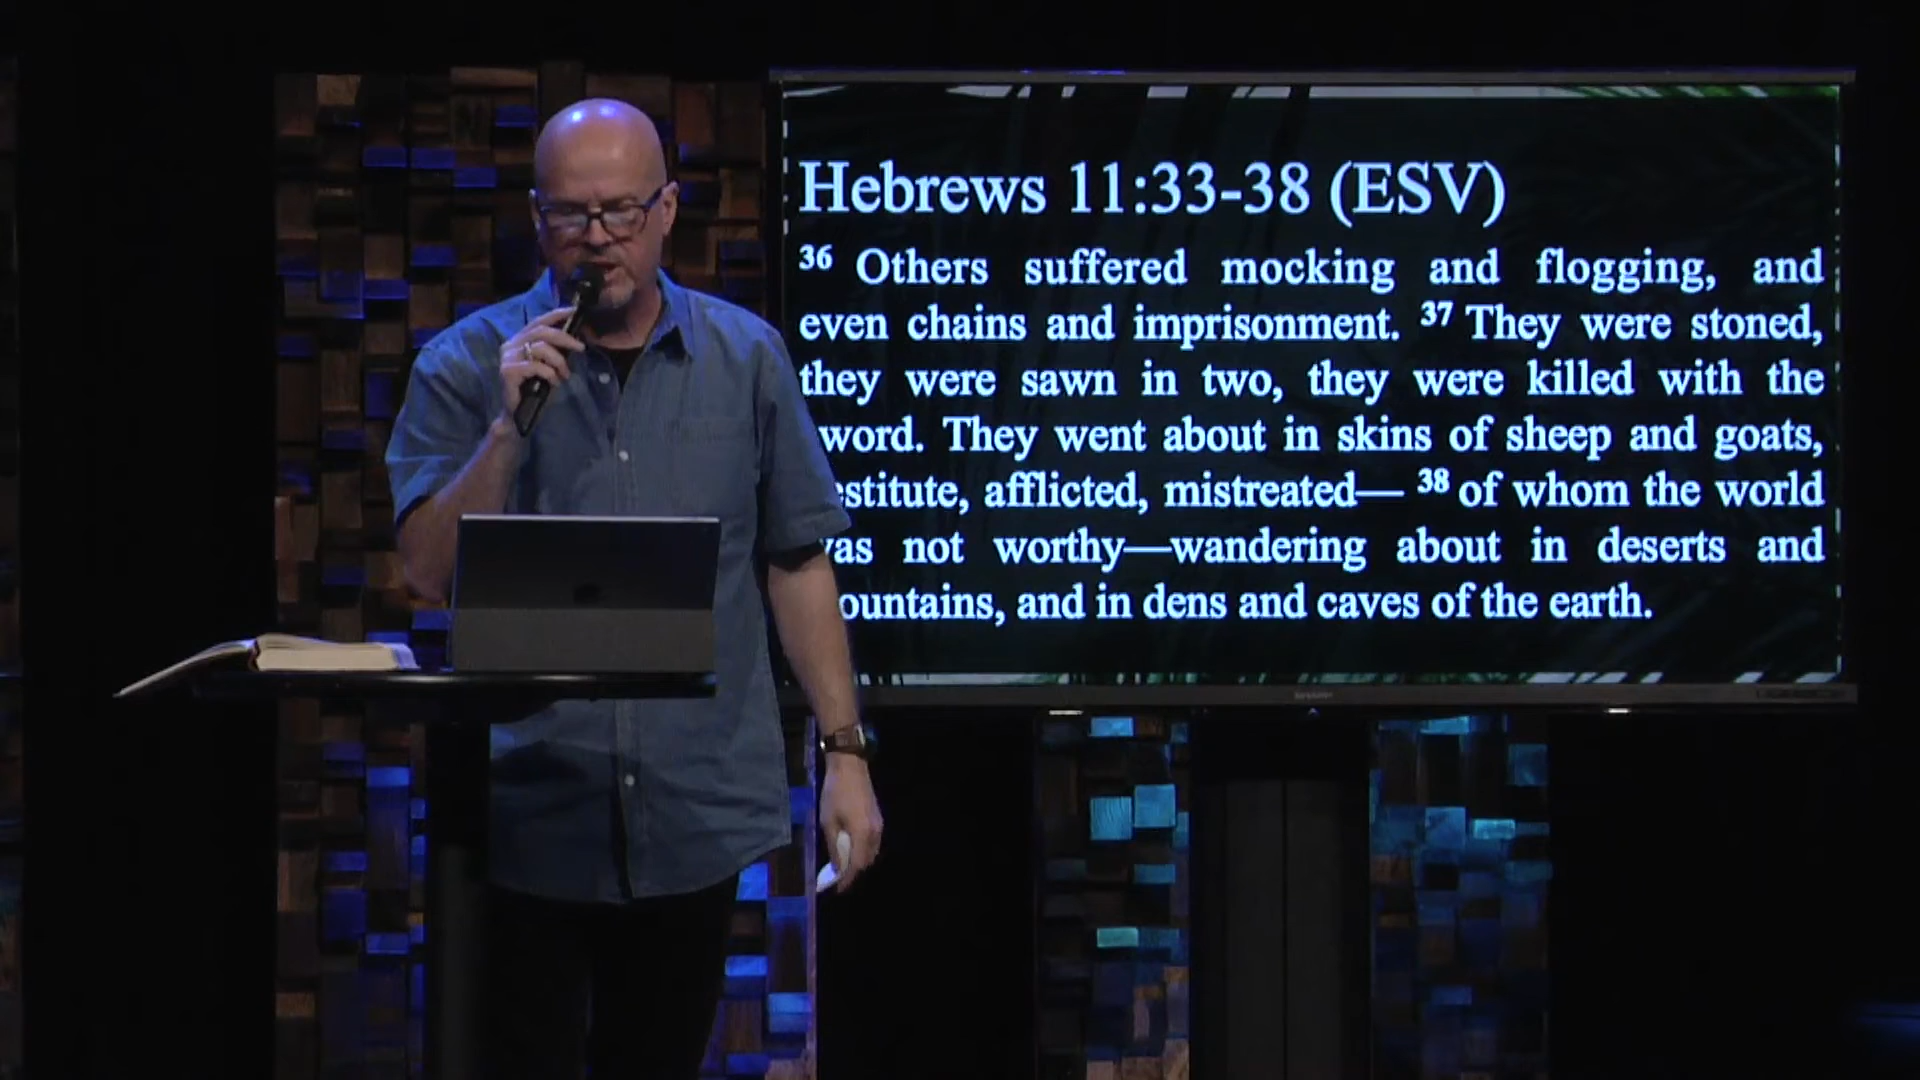 Hebrews 11:33-38 (ESV)
36 Others suffered mocking and flogging, and
even chains and imprisonment. 37 They were stoned,
they were sawn in two, they were killed with the
word. They went about in skins of sheep and goats,
estitute, afflicted, mistreated— 38 of whom the world
was not worthy—wandering about in deserts and
ountains, and in dens and caves of the earth.
SHARP